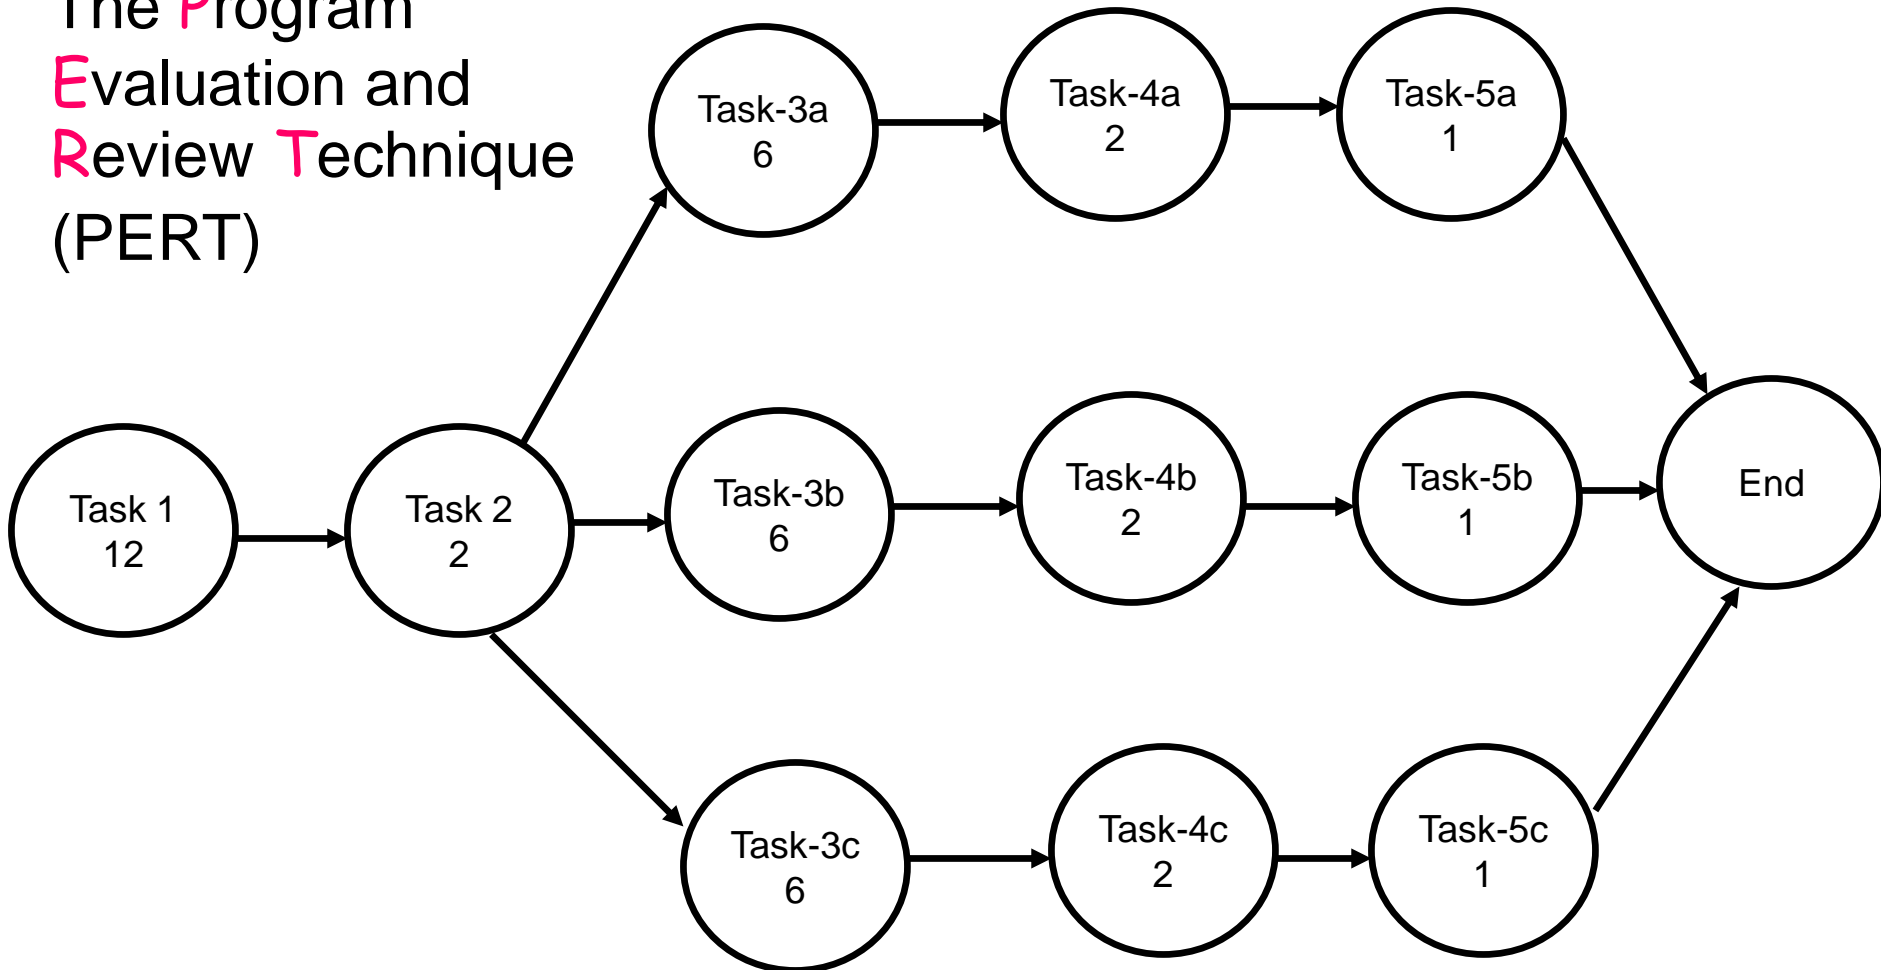 The Program
Evaluation and
Review Technique
(PERT)
Task-3a
6
Task-4a
2
Task-5a
1
Task 1
12
Task 2
2
Task-3b
6
Task-4b
2
Task-5b
1
End
Task-3c
6
Task-4c
2
Task-5c
1